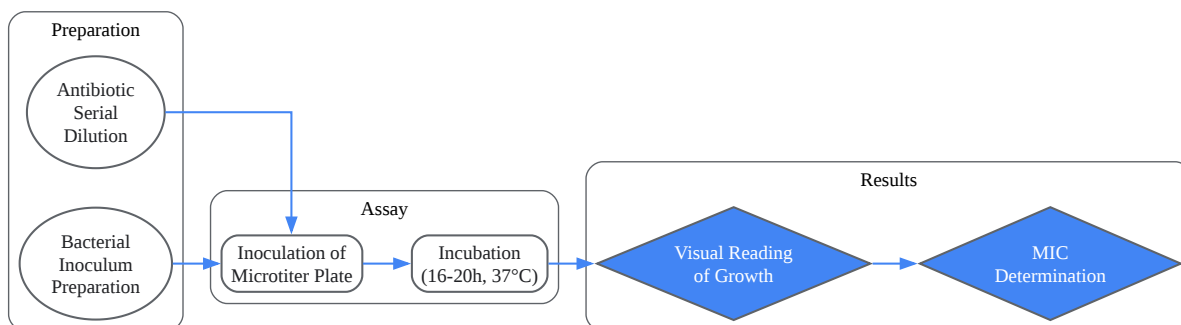 Preparation
Antibiotic
Serial
Dilution
Bacterial
Inoculum
Preparation
Assay
Inoculation of
Microtiter Plate
Incubation
(16-20h, 37°C)
Results
Visual Reading
of Growth
MIC
Determination